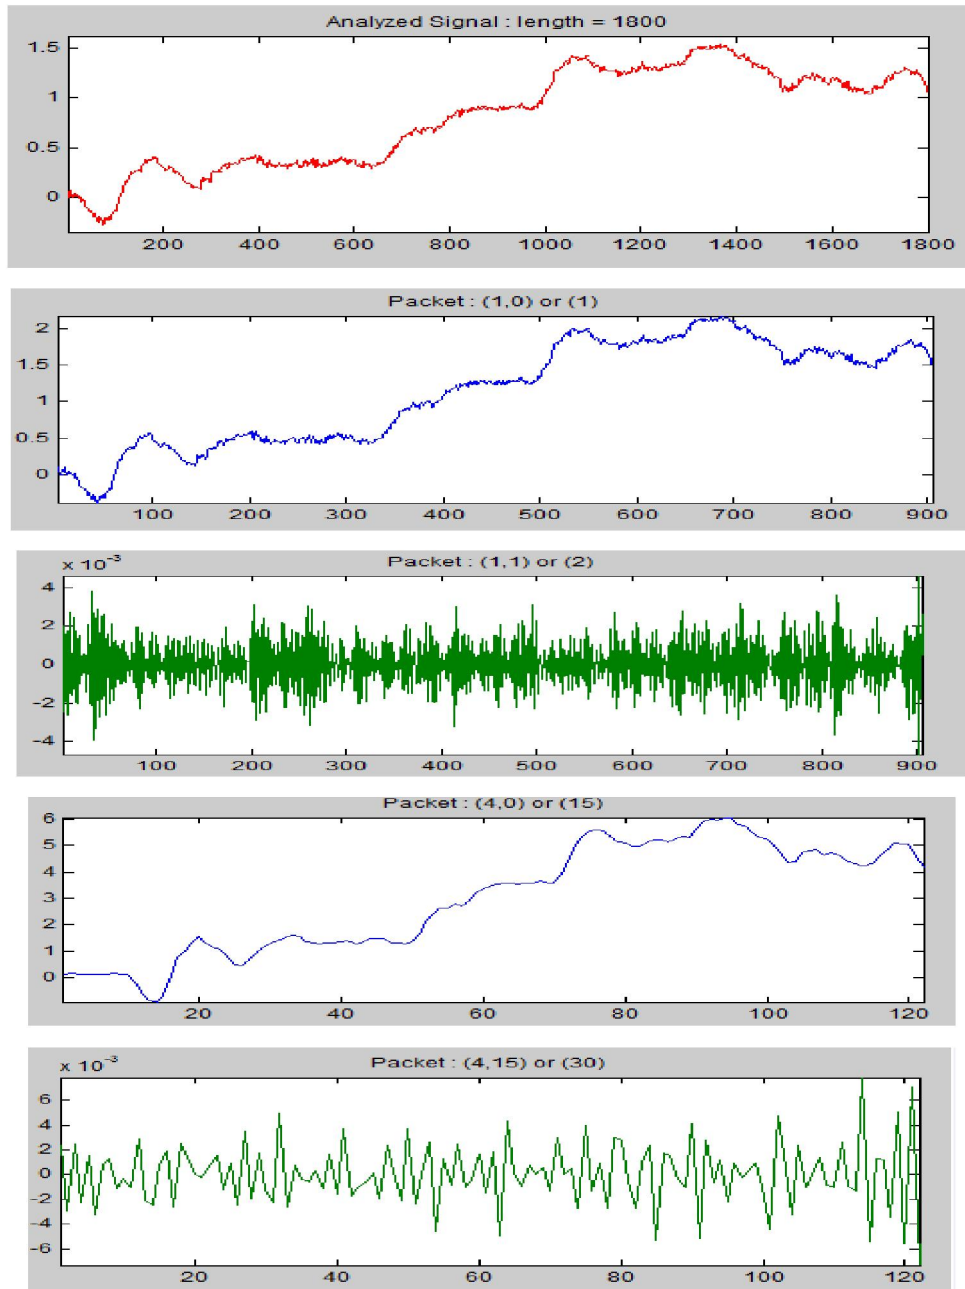 Analyzed Signal : length = 1800
1.5
1
0.5
0
200 400 600 800 1000 1200 1400 1600 1800
Packet : (1,0) or (1)
2
1.5
1
0.5
0
100 200 300 400 500 600 700 800 900
x 10⁻³ Packet : (1,1) or (2)
4
2
0
-2
-4
100 200 300 400 500 600 700 800 900
Packet : (4,0) or (15)
6
5
4
3
2
1
0
20 40 60 80 100 120
x 10⁻³ Packet : (4,15) or (30)
6
4
2
0
-2
-4
-6
20 40 60 80 100 120